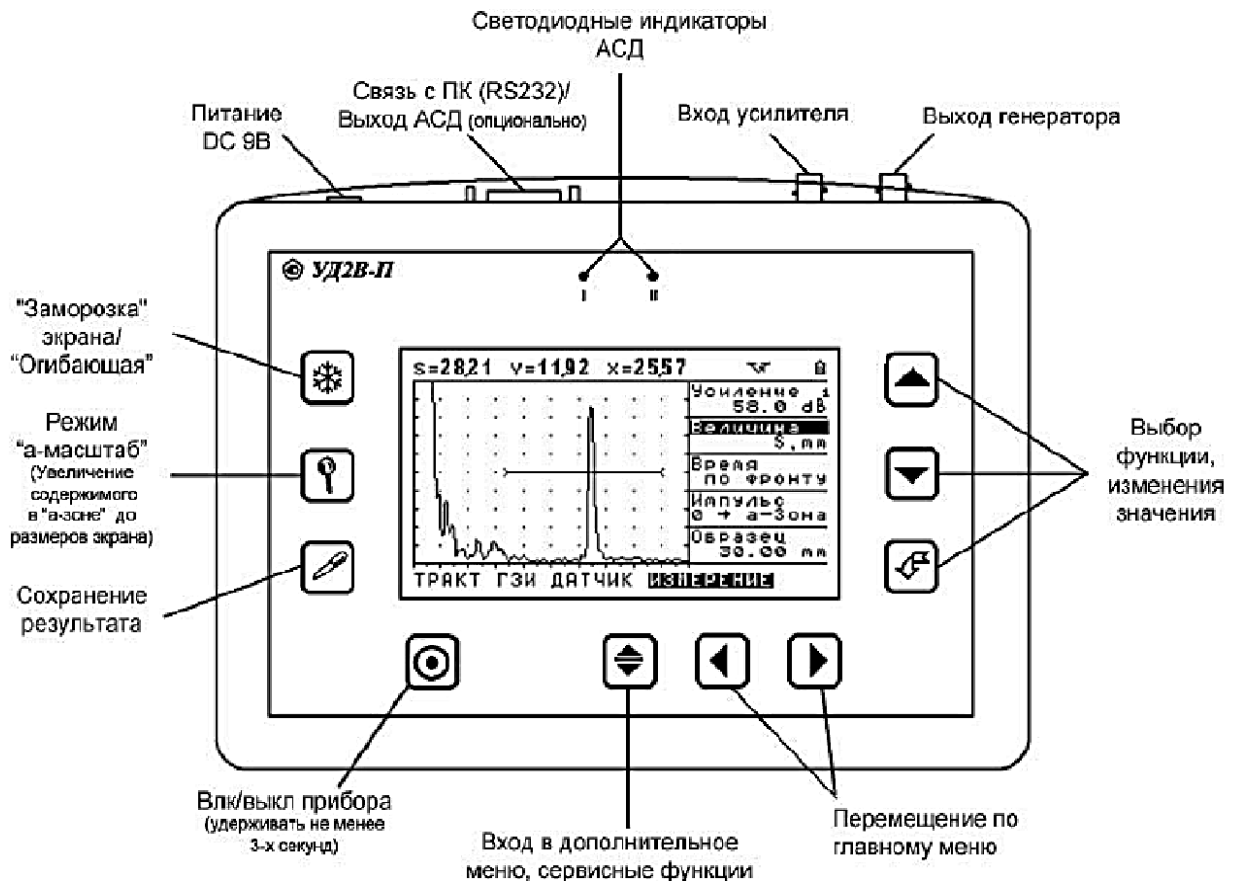 Светодиодные индикаторы
АСД
Связь с ПК (RS232)/
Выход АСД (опционально)
Питание
DC 9В
Вход усилителя
Выход генератора
УД2В-П
I
II
"Заморозка"
экрана/
"Огибающая"
Режим
"а-масштаб"
(Увеличение
содержимого
в "а-зоне" до
размеров экрана)
Сохранение
результата
S=28,21 Y=11,92 X=25,57
Усиление 1
58.0 dB
Величина
S,mm
Время
по фронту
Импульс
0 → а-Зона
Образец
30.00 mm
ТРАКТ ГЗИ ДАТЧИК ИЗМЕРЕНИЕ
Выбор
функции,
изменения
значения
Влк/выкл прибора
(удерживать не менее
3-х секунд)
Вход в дополнительное
меню, сервисные функции
Перемещение по
главному меню